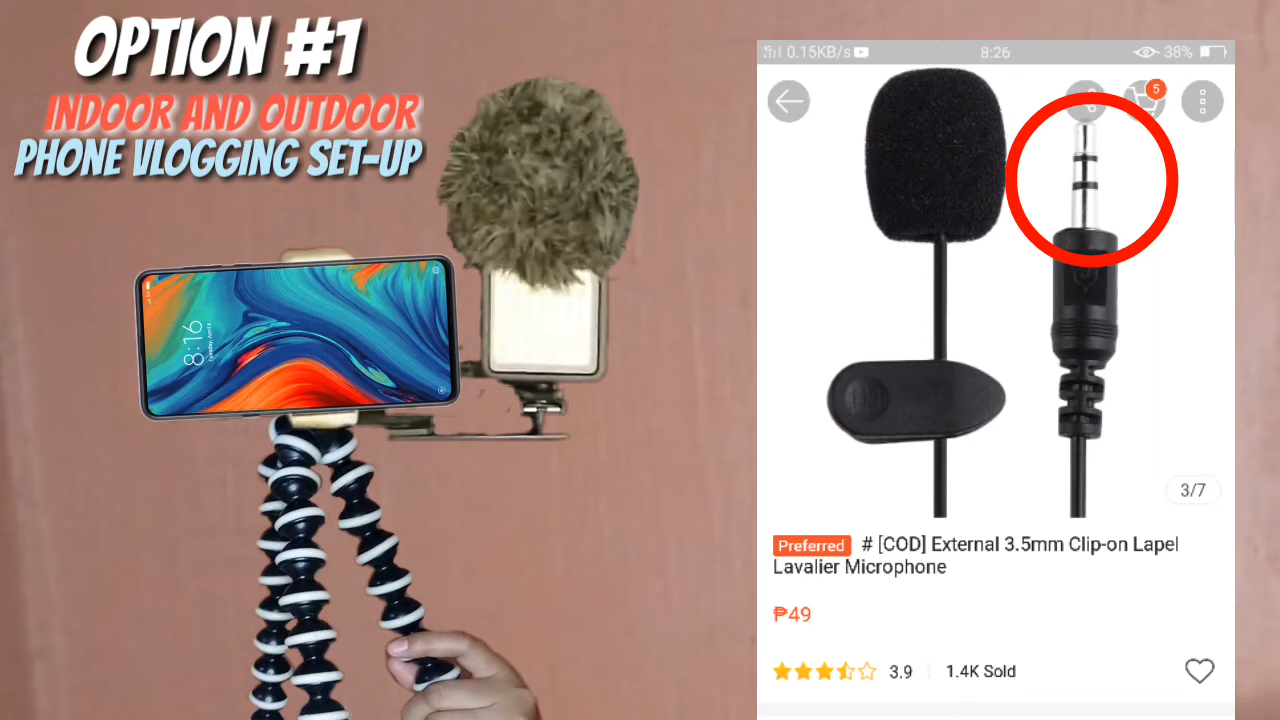 OPTION #1
INDOOR AND OUTDOOR
PHONE VLOGGING SET-UP
8:16
0.15KB/s
8:26
38%
5
3/7
Preferred # [COD] External 3.5mm Clip-on Lapel
Lavalier Microphone
₱49
3.9
1.4K Sold